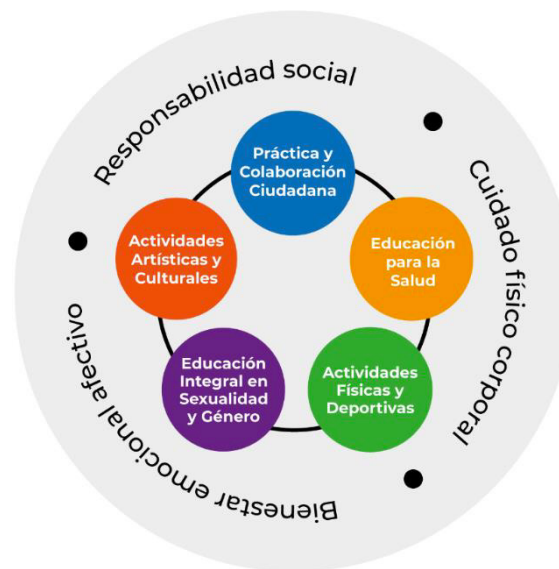 Responsabilidad social
Cuidado físico corporal
Bienestar emocional afectivo
Práctica y
Colaboración
Ciudadana
Educación
para la
Salud
Actividades
Físicas y
Deportivas
Educación
Integral en
Sexualidad
y Género
Actividades
Artísticas y
Culturales